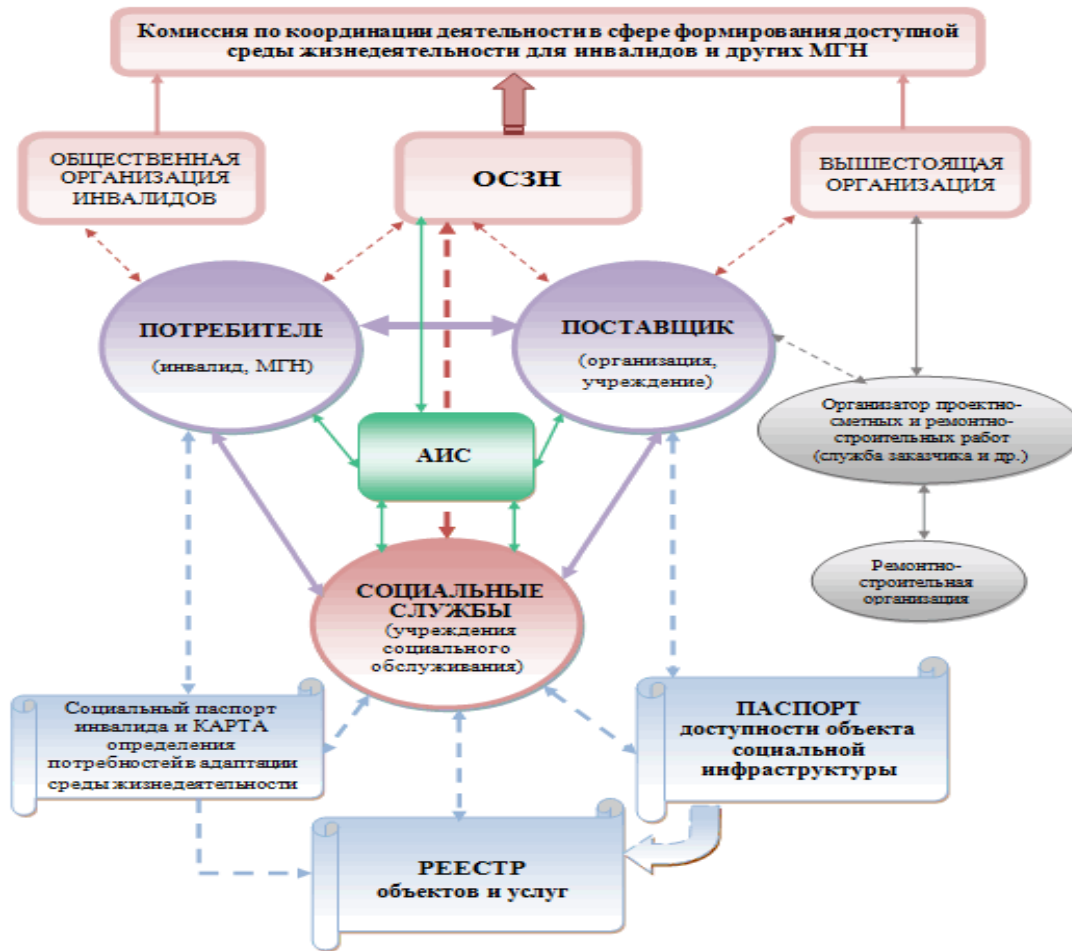 Комиссия по координации деятельности в сфере формирования доступной
среды жизнедеятельности для инвалидов и других МГН
ОБЩЕСТВЕННАЯ
ОРГАНИЗАЦИЯ
ИНВАЛИДОВ
ОСЗН
ВЫШЕСТОЯЩАЯ
ОРГАНИЗАЦИЯ
ПОТРЕБИТЕЛЕ
(инвалид, МГН)
ПОСТАВЩИК
(организация,
учреждение)
Организатор проектно-
сметных и ремонтно-
строительных работ
(служба заказчика и др.)
АИС
Ремонтно-
строительная
организация
СОЦИАЛЬНЫЕ
СЛУЖБЫ
(учреждения
социального
обслуживания)
Социальный паспорт
инвалида и КАРТА
определения
потребностей в адаптации
среды жизнедеятельности
ПАСПОРТ
доступности объекта
социальной
инфраструктуры
РЕЕСТР
объектов и услуг